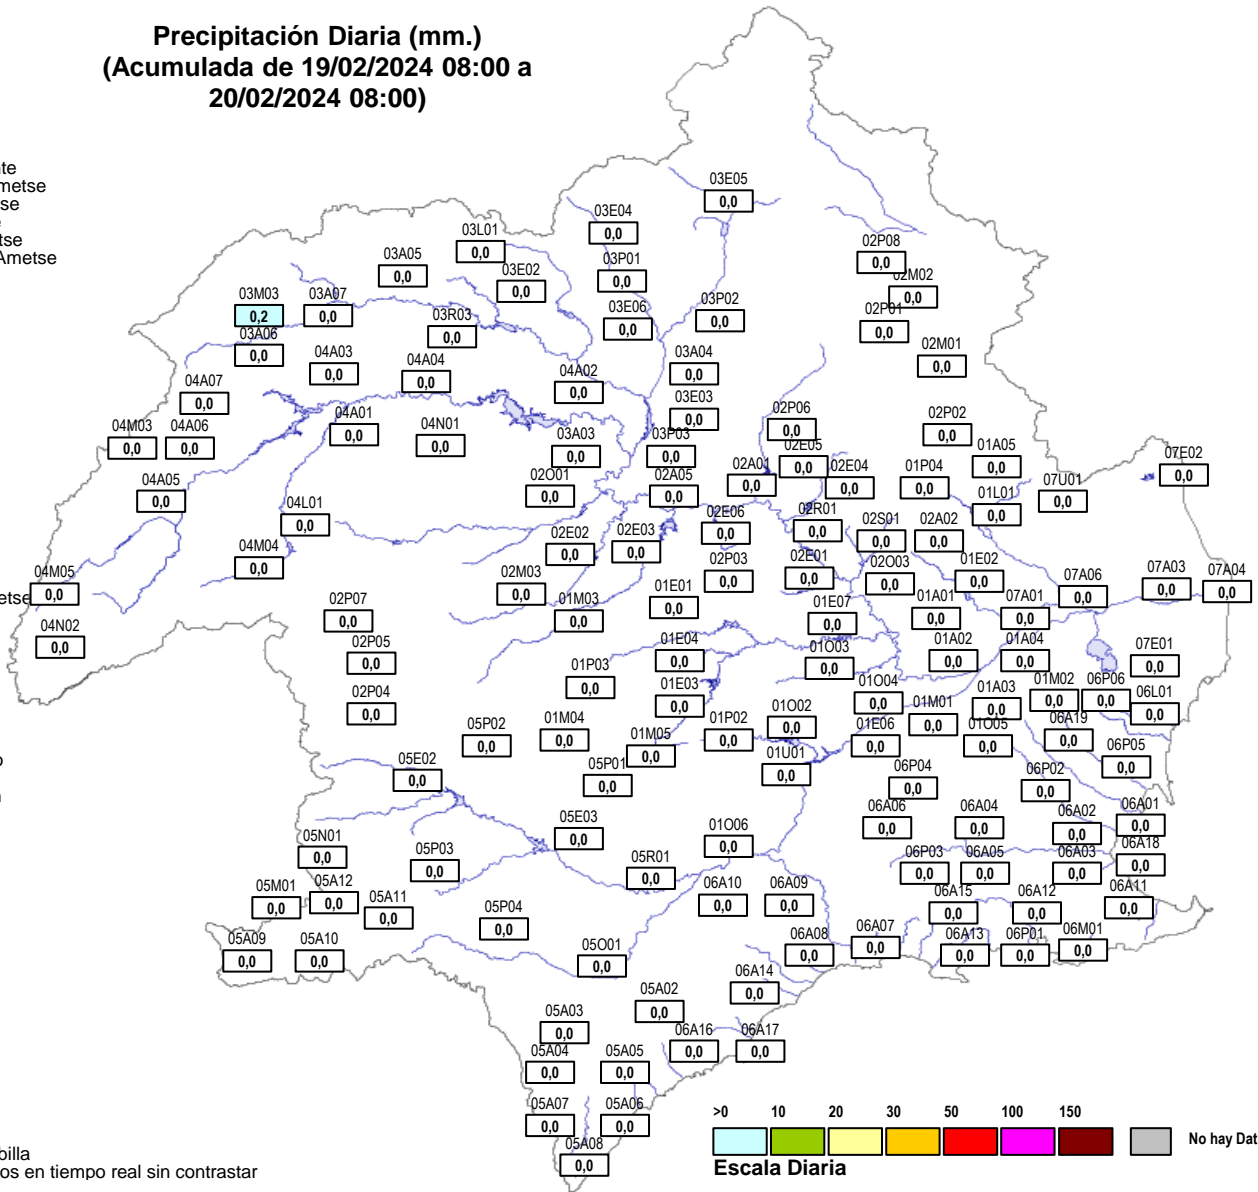 Precipitación Diaria (mm.)
(Acumulada de 19/02/2024 08:00 a
20/02/2024 08:00)
nte
metse
se
tse
Ametse
03E05
0,0
03E04
0,0
03L01
0,0
02P08
0,0
03A05
0,0
03E02
0,0
03P01
0,0
02M02
0,0
03M03
0,2
03A07
0,0
03R03
0,0
03E06
0,0
03P02
0,0
02P01
0,0
03A06
0,0
04A03
0,0
04A04
0,0
04A02
0,0
03A04
0,0
02M01
0,0
04A07
0,0
03E03
0,0
04M03
0,0
04A06
0,0
04A01
0,0
04N01
0,0
03A03
0,0
03P03
0,0
02P06
0,0
02P02
0,0
02E05
0,0
01A05
0,0
07E02
0,0
04A05
0,0
02O01
0,0
02A05
0,0
02A01
0,0
02E04
0,0
01P04
0,0
07U01
0,0
04L01
0,0
01L01
0,0
02E02
0,0
02E03
0,0
02E06
0,0
02R01
0,0
02S01
0,0
02A02
0,0
04M04
0,0
04M05
0,0
etse
02M03
0,0
02P03
0,0
02E01
0,0
02O03
0,0
01E02
0,0
07A06
0,0
07A03
0,0
07A04
0,0
04N02
0,0
02P07
0,0
01M03
0,0
01E01
0,0
01E07
0,0
01A01
0,0
07A01
0,0
02P05
0,0
01E04
0,0
01O03
0,0
01A02
0,0
01A04
0,0
07E01
0,0
02P04
0,0
01P03
0,0
01E03
0,0
01O04
0,0
01M02
0,0
06P06
0,0
06L01
0,0
05P02
0,0
01M04
0,0
01M05
0,0
01P02
0,0
01O02
0,0
01E06
0,0
01M01
0,0
01A03
0,0
01O05
0,0
06A19
0,0
06P05
0,0
05E02
0,0
05P01
0,0
01U01
0,0
06P04
0,0
06P02
0,0
05E03
0,0
01O06
0,0
06A06
0,0
06A04
0,0
06A02
0,0
06A01
0,0
05N01
0,0
05P03
0,0
05R01
0,0
06P03
0,0
06A05
0,0
06A03
0,0
06A18
0,0
05M01
0,0
05A12
0,0
05A11
0,0
05P04
0,0
06A10
0,0
06A09
0,0
06A15
0,0
06A12
0,0
06A11
0,0
05A09
0,0
05A10
0,0
05O01
0,0
06A08
0,0
06A07
0,0
06A13
0,0
06P01
0,0
06M01
0,0
05A03
0,0
05A02
0,0
06A14
0,0
05A04
0,0
05A05
0,0
06A16
0,0
06A17
0,0
05A07
0,0
05A06
0,0
05A08
0,0
>0 10 20 30 50 100 150
No hay Dat
Escala Diaria
billa
os en tiempo real sin contrastar